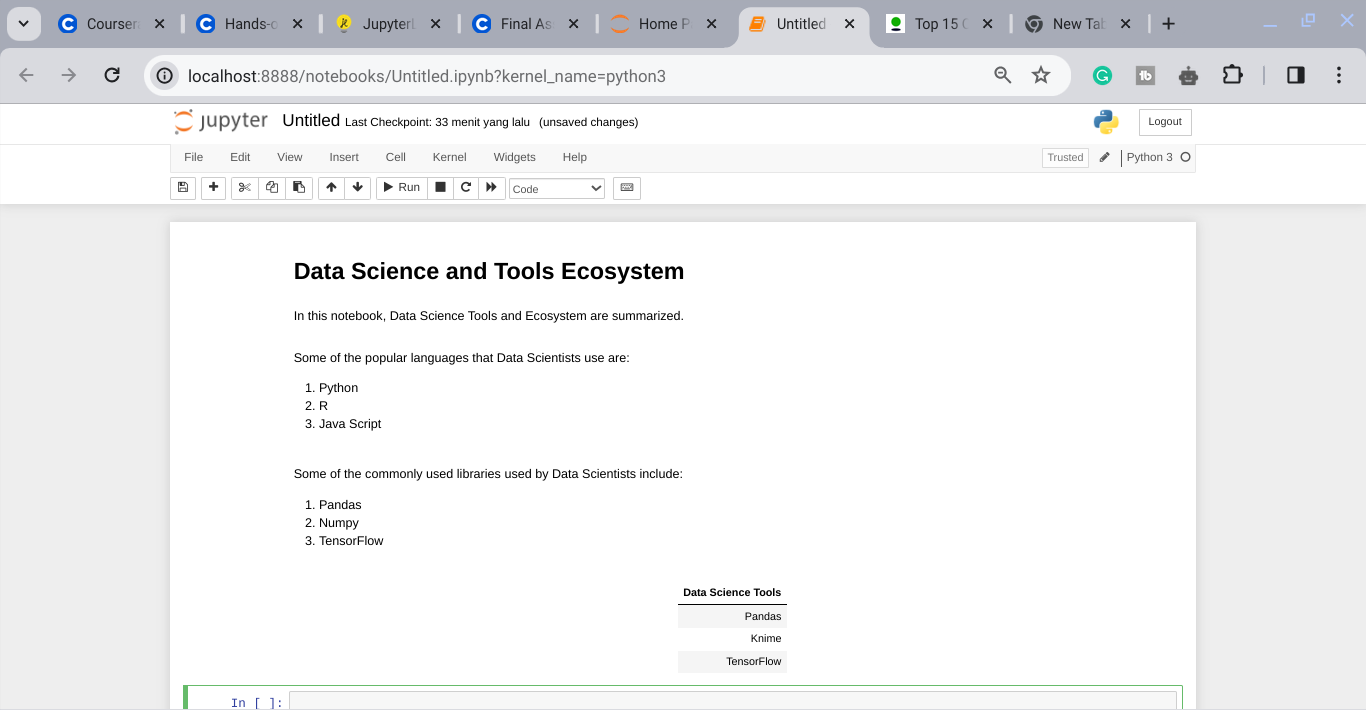 Coursera
Hands-o
JupyterL
Final As
Home P
Untitled
Top 15 C
New Tab
localhost:8888/notebooks/Untitled.ipynb?kernel_name=python3
jupyter Untitled Last Checkpoint: 33 menit yang lalu (unsaved changes)
Logout
File Edit View Insert Cell Kernel Widgets Help
Trusted Python 3
Run Code
Data Science and Tools Ecosystem
In this notebook, Data Science Tools and Ecosystem are summarized.
Some of the popular languages that Data Scientists use are:
1. Python
2. R
3. Java Script
Some of the commonly used libraries used by Data Scientists include:
1. Pandas
2. Numpy
3. TensorFlow
Data Science Tools
Pandas
Knime
TensorFlow
In [ ]: